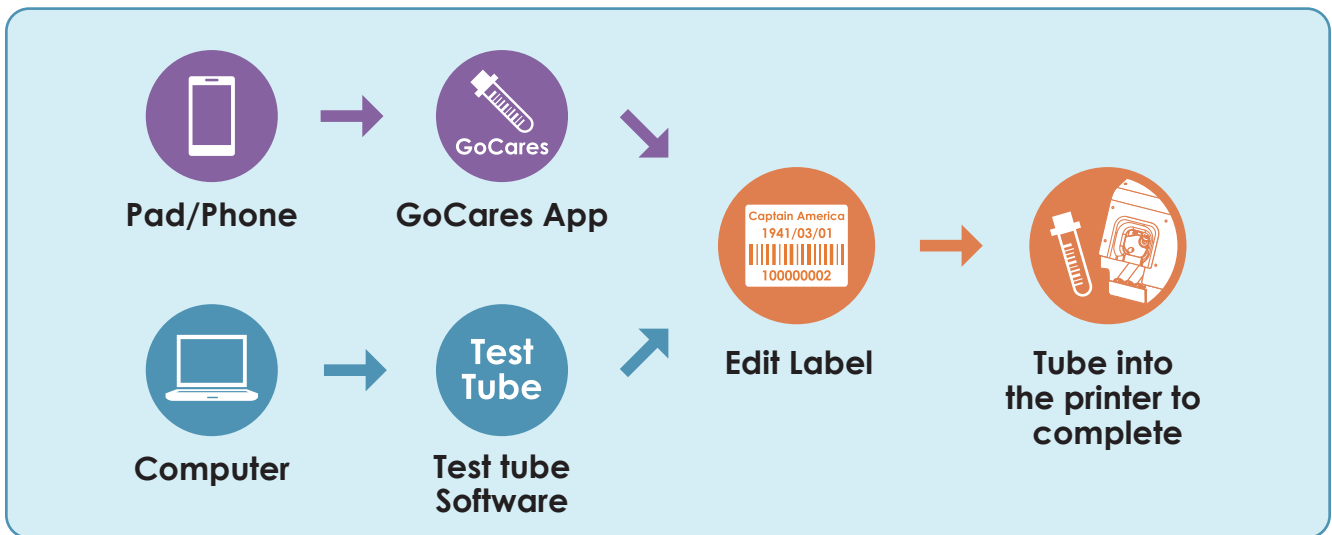 GoCares
Pad/Phone
GoCares App
Captain America
1941/03/01
100000002
Edit Label
Tube into
the printer to
complete
Test
Tube
Computer
Test tube
Software